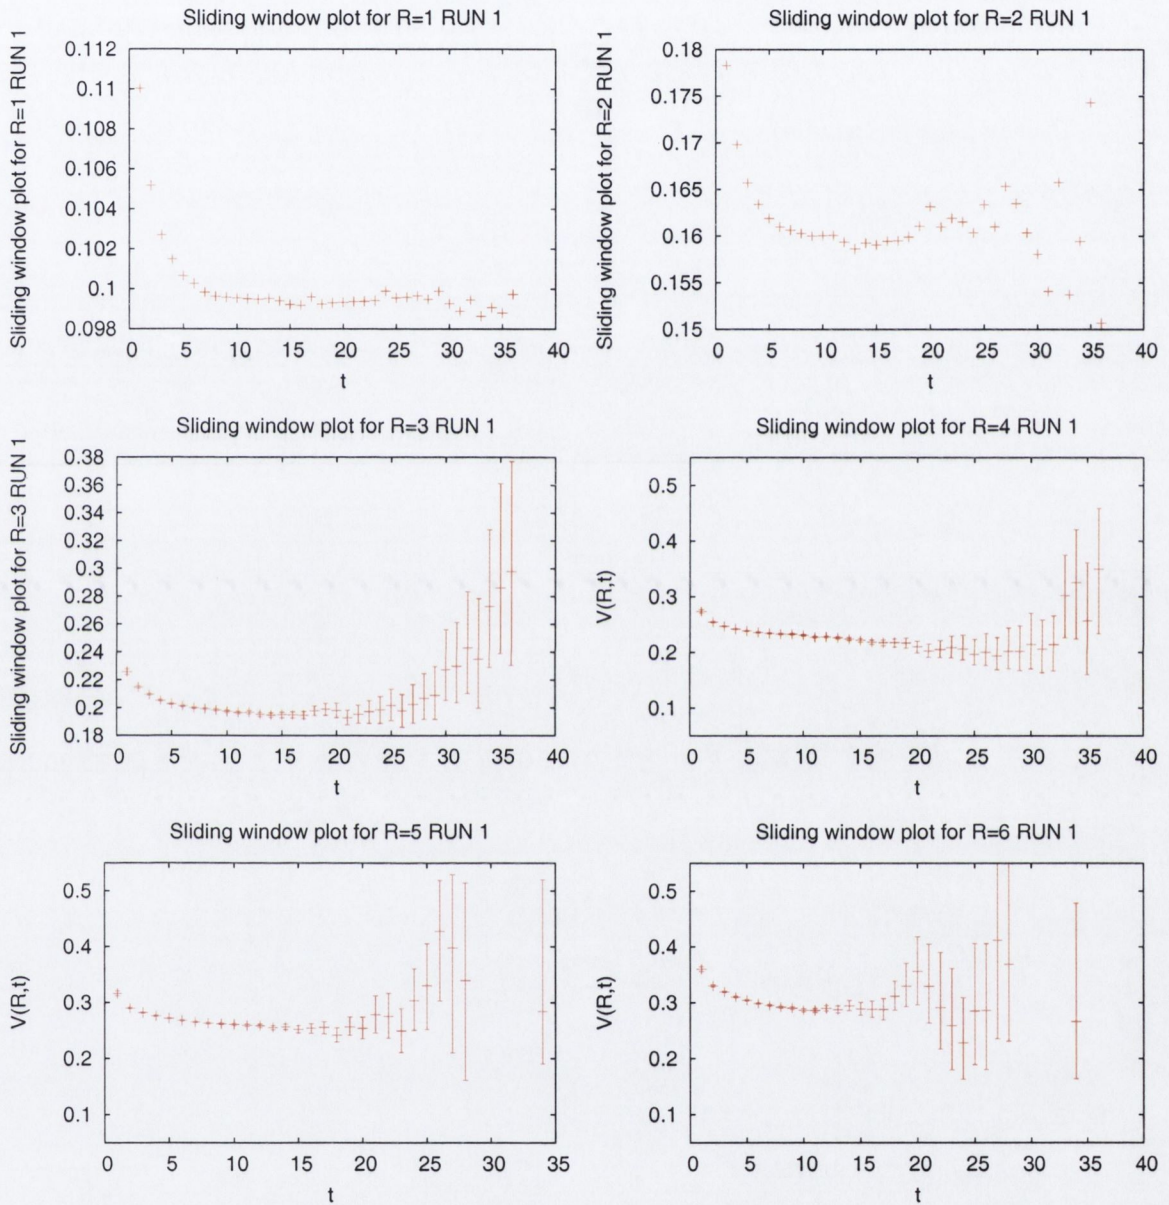 Sliding window plot for R=1 RUN 1
Sliding window plot for R=1 RUN 1
0.112
0.11
0.108
0.106
0.104
0.102
0.1
0.098
0 5 10 15 20 25 30 35 40
t
Sliding window plot for R=2 RUN 1
Sliding window plot for R=2 RUN 1
0.18
0.175
0.17
0.165
0.16
0.155
0.15
0 5 10 15 20 25 30 35 40
t
Sliding window plot for R=3 RUN 1
Sliding window plot for R=3 RUN 1
0.38
0.36
0.34
0.32
0.3
0.28
0.26
0.24
0.22
0.2
0.18
0 5 10 15 20 25 30 35 40
t
Sliding window plot for R=4 RUN 1
V(R,t)
0.5
0.4
0.3
0.2
0.1
0 5 10 15 20 25 30 35 40
t
Sliding window plot for R=5 RUN 1
V(R,t)
0.5
0.4
0.3
0.2
0.1
0 5 10 15 20 25 30 35
t
Sliding window plot for R=6 RUN 1
V(R,t)
0.5
0.4
0.3
0.2
0.1
0 5 10 15 20 25 30 35 40
t